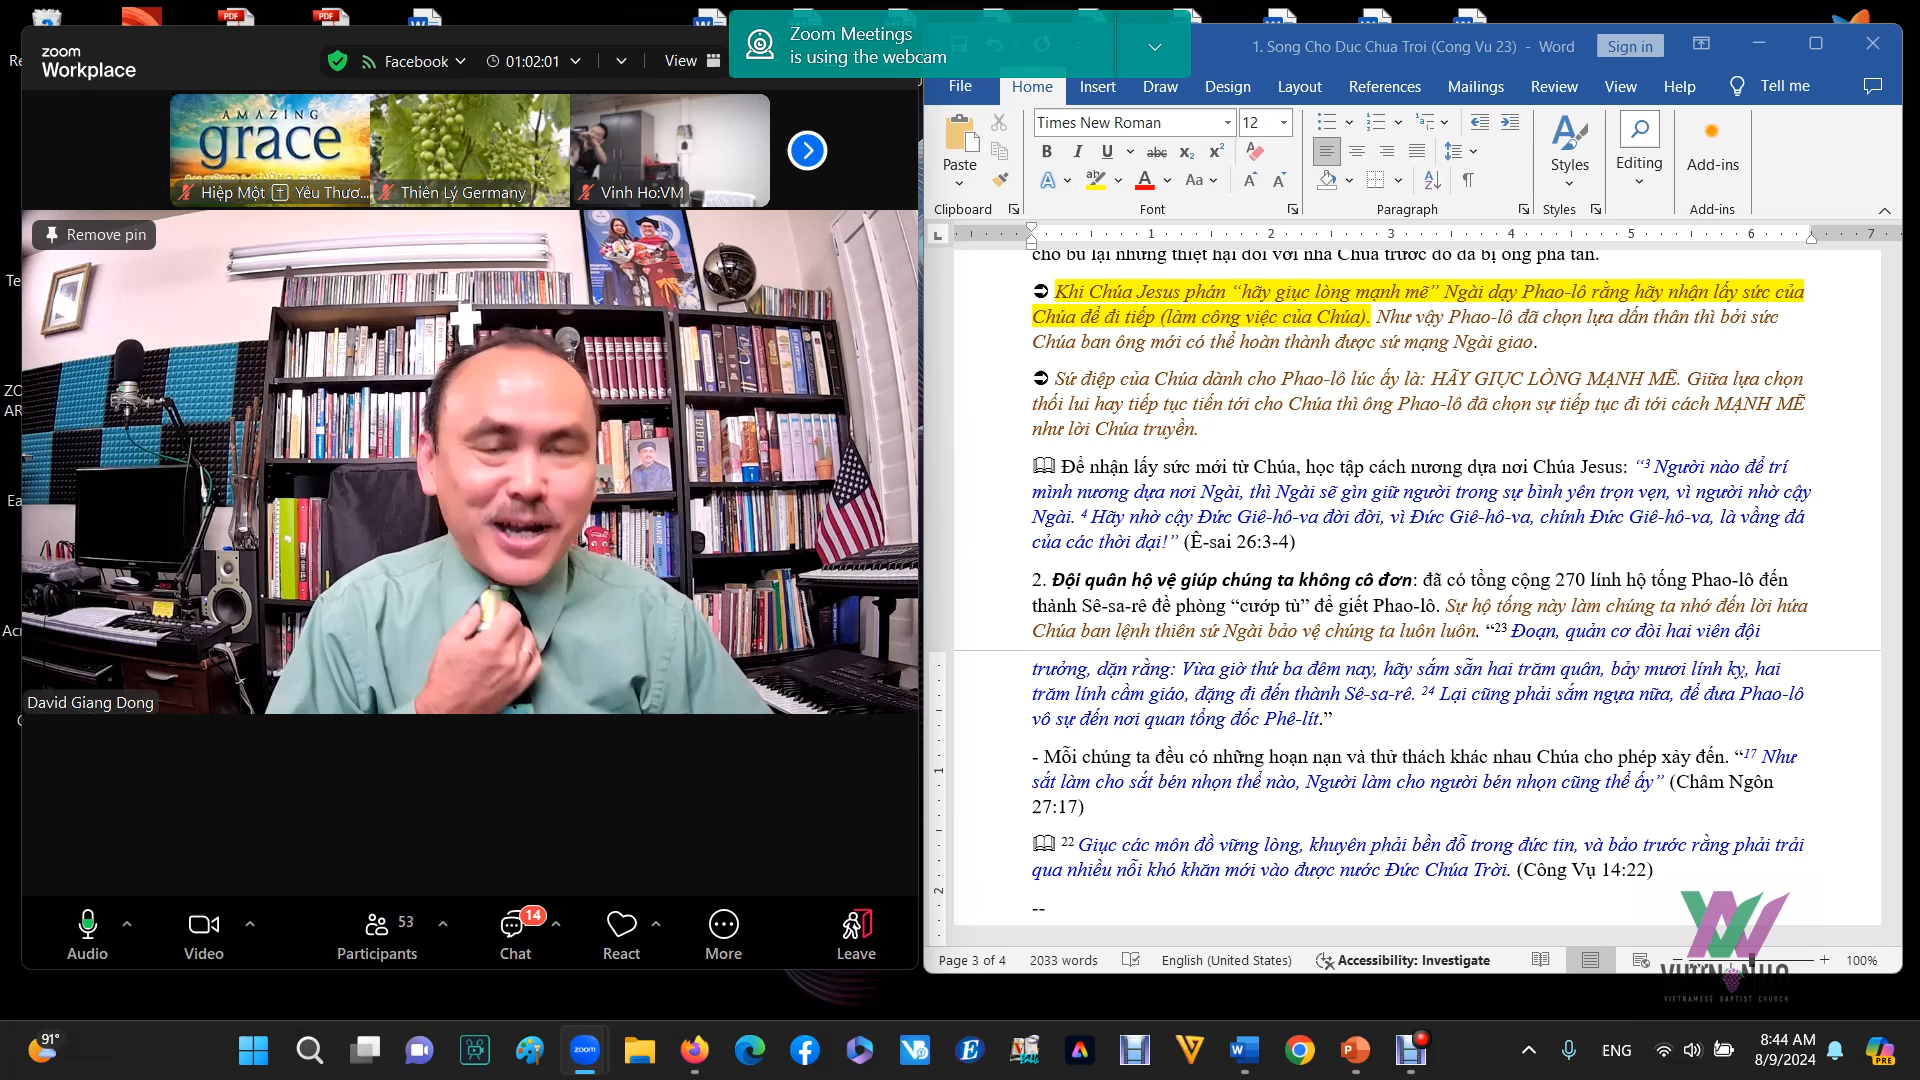 zoom
Workplace
Facebook
01:02:01
View
Zoom Meetings
is using the webcam
1. Song Cho Duc Chua Troi (Cong Vu 23) - Word
Sign in
File Home Insert Draw Design Layout References Mailings Review View Help Tell me
AMAZING
grace
Hiệp Một
Yêu Thươ...
Thiên Lý Germany
Vinh Ho:VM
Remove pin
David Giang Dong
Times New Roman
12
Paste
Styles
Editing
Add-ins
Clipboard Font Paragraph Styles Add-ins
1 2 3 4 5 6 7
cho bù lại những thiệt hại đối với nhà Chúa trước đó đã bị ông phá tán.
➲ Khi Chúa Jesus phán “hãy giục lòng mạnh mẽ” Ngài dạy Phao-lô rằng hãy nhận lấy sức của
Chúa để đi tiếp (làm công việc của Chúa). Như vậy Phao-lô đã chọn lựa dấn thân thì bởi sức
Chúa ban ông mới có thể hoàn thành được sứ mạng Ngài giao.
➲ Sứ điệp của Chúa dành cho Phao-lô lúc ấy là: HÃY GIỤC LÒNG MẠNH MẼ. Giữa lựa chọn
thối lui hay tiếp tục tiến tới cho Chúa thì ông Phao-lô đã chọn sự tiếp tục đi tới cách MẠNH MẼ
như lời Chúa truyền.
🕮 Để nhận lấy sức mới từ Chúa, học tập cách nương dựa nơi Chúa Jesus: “3 Người nào để trí
mình nương dựa nơi Ngài, thì Ngài sẽ gìn giữ người trong sự bình yên trọn vẹn, vì người nhờ cậy
Ngài. 4 Hãy nhờ cậy Đức Giê-hô-va đời đời, vì Đức Giê-hô-va, chính Đức Giê-hô-va, là vầng đá
của các thời đại!” (Ê-sai 26:3-4)
2. Đội quân hộ vệ giúp chúng ta không cô đơn: đã có tổng cộng 270 lính hộ tống Phao-lô đến
thành Sê-sa-rê đề phòng “cướp tù” để giết Phao-lô. Sự hộ tống này làm chúng ta nhớ đến lời hứa
Chúa ban lệnh thiên sứ Ngài bảo vệ chúng ta luôn luôn. “23 Đoạn, quản cơ đòi hai viên đội
trưởng, dặn rằng: Vừa giờ thứ ba đêm nay, hãy sắm sẵn hai trăm quân, bảy mươi lính kỵ, hai
trăm lính cầm giáo, đặng đi đến thành Sê-sa-rê. 24 Lại cũng phải sắm ngựa nữa, để đưa Phao-lô
vô sự đến nơi quan tổng đốc Phê-lít.”
- Mỗi chúng ta đều có những hoạn nạn và thử thách khác nhau Chúa cho phép xảy đến. “17 Như
sắt làm cho sắt bén nhọn thể nào, Người làm cho người bén nhọn cũng thể ấy” (Châm Ngôn
27:17)
🕮 22 Giục các môn đồ vững lòng, khuyên phải bền đỗ trong đức tin, và bảo trước rằng phải trải
qua nhiều nỗi khó khăn mới vào được nước Đức Chúa Trời. (Công Vụ 14:22)
--
BIBLE
Audio
Video
53
Participants
14
Chat
React
More
Leave
Page 3 of 4
2033 words
English (United States)
Accessibility: Investigate
100%
VIETNAMESE BAPTIST CHURCH
91°
zoom
ENG
8:44 AM
8/9/2024